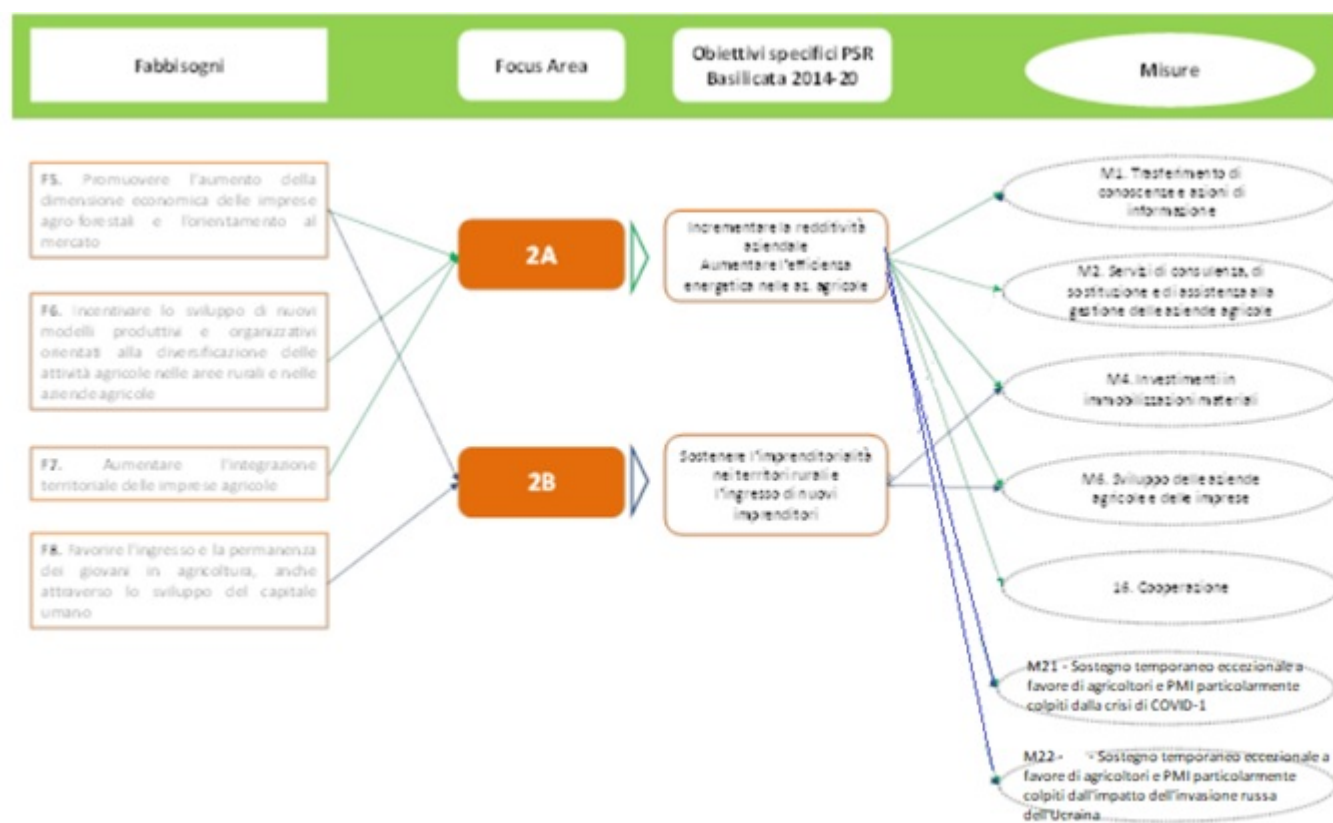 Fabbisogni
Focus Area
Obiettivi specifici PSR
Basilicata 2014-20
Misure
F5. Promuovere l'aumento della
dimensione economica delle imprese
agro-forestali e l'orientamento al
mercato
F6. Incentivare lo sviluppo di nuovi
modelli produttivi e organizzativi
orientati alla diversificazione delle
attività agricole nelle aree rurali e nelle
aziende agricole
F7. Aumentare l'integrazione
territoriale delle imprese agricole
F8. Favorire l'ingresso e la permanenza
dei giovani in agricoltura, anche
attraverso lo sviluppo del capitale
umano
2A
2B
Incrementare la redditività
aziendale
Aumentare l'efficienza
energetica nelle az. agricole
Sostenere l'imprenditorialità
nei territori rurali e
l'ingresso di nuovi
imprenditori
M1. Trasferimento di
conoscenze e azioni di
informazione
M2. Servizi di consulenza, di
sostituzione e di assistenza alla
gestione delle aziende agricole
M4. Investimenti in
immobilizzazioni materiali
M6. Sviluppo delle aziende
agricole e delle imprese
16. Cooperazione
M21 - Sostegno temporaneo eccezionale a
favore di agricoltori e PMI particolarmente
colpiti dalla crisi di COVID-1
M22 - - Sostegno temporaneo eccezionale a
favore di agricoltori e PMI particolarmente
colpiti dall'impatto dell'invasione russa
dell'Ucraina